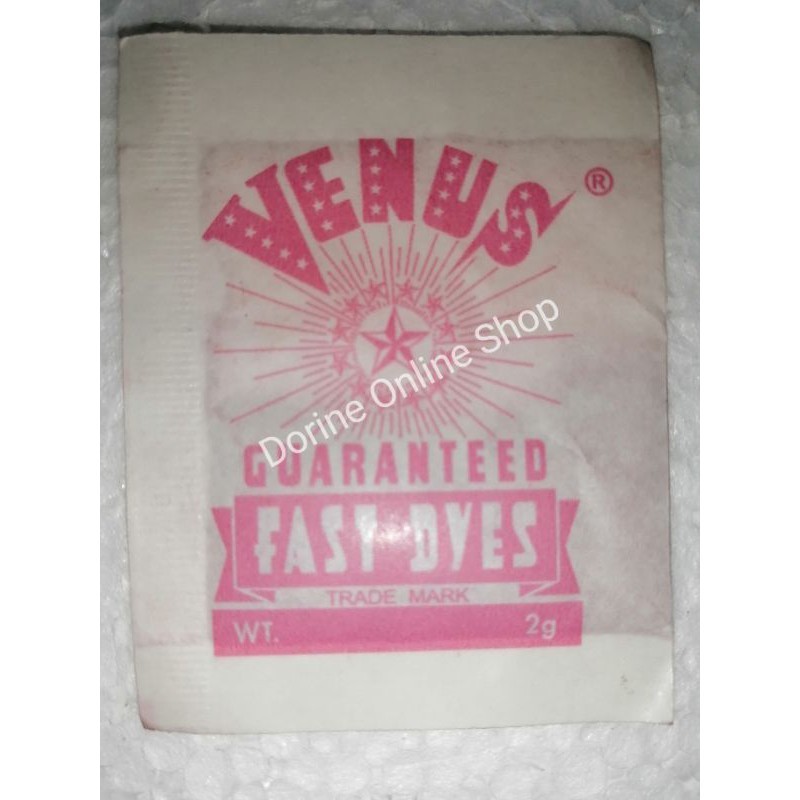 VENUS ®
Dorine Online Shop
GUARANTEED
FAST DYES
TRADE MARK
WT. 2g